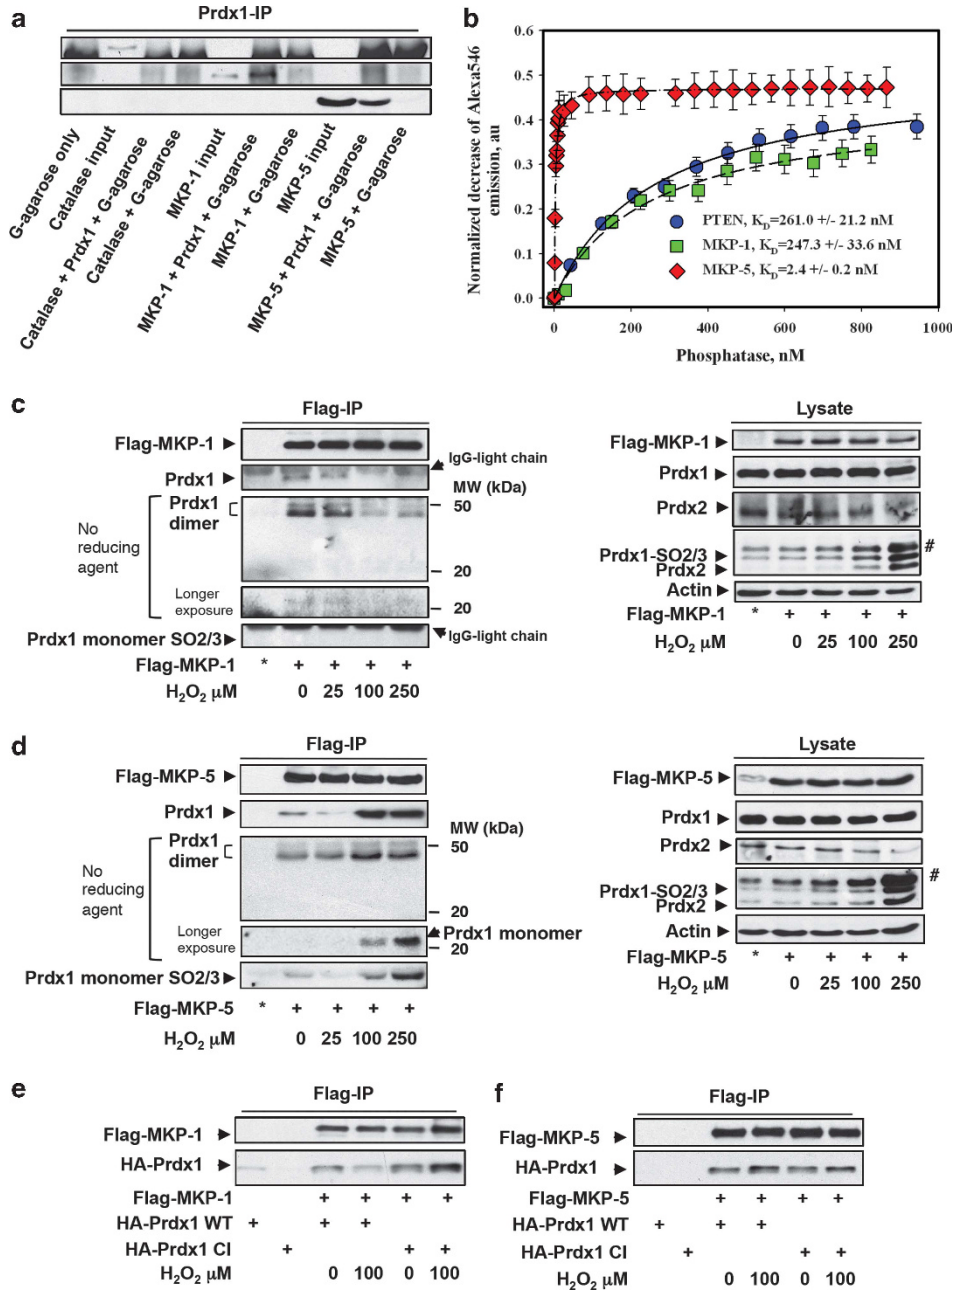 a
Prdx1-IP
G-agarose only
Catalase input
Catalase + Prdx1 + G-agarose
Catalase + G-agarose
MKP-1 input
MKP-1 + Prdx1 + G-agarose
MKP-1 + G-agarose
MKP-5 input
MKP-5 + Prdx1 + G-agarose
MKP-5 + G-agarose
b
Normalized decrease of Alexa546
emission, au
0.6
0.5
0.4
0.3
0.2
0.1
0.0
PTEN, KD=261.0 +/- 21.2 nM
MKP-1, KD=247.3 +/- 33.6 nM
MKP-5, KD=2.4 +/- 0.2 nM
0 200 400 600 800 1000
Phosphatase, nM
c
Flag-IP
Flag-MKP-1
Prdx1
IgG-light chain
MW (kDa)
No
reducing
agent
Prdx1
dimer
50
20
Longer
exposure
20
Prdx1 monomer SO2/3
IgG-light chain
Flag-MKP-1 * + + + +
H2O2 μM 0 25 100 250
Lysate
Flag-MKP-1
Prdx1
Prdx2
#
Prdx1-SO2/3
Prdx2
Actin
Flag-MKP-1 * + + + +
H2O2 μM 0 25 100 250
d
Flag-IP
Flag-MKP-5
Prdx1
MW (kDa)
No
reducing
agent
Prdx1
dimer
50
20
Longer
exposure
Prdx1 monomer
20
Prdx1 monomer SO2/3
Flag-MKP-5 * + + + +
H2O2 μM 0 25 100 250
Lysate
Flag-MKP-5
Prdx1
Prdx2
#
Prdx1-SO2/3
Prdx2
Actin
Flag-MKP-5 * + + + +
H2O2 μM 0 25 100 250
e
Flag-IP
Flag-MKP-1
HA-Prdx1
Flag-MKP-1 + + + +
HA-Prdx1 WT + + +
HA-Prdx1 CI + + +
H2O2 μM 0 100 0 100
f
Flag-IP
Flag-MKP-5
HA-Prdx1
Flag-MKP-5 + + + +
HA-Prdx1 WT + + +
HA-Prdx1 CI + + +
H2O2 μM 0 100 0 100